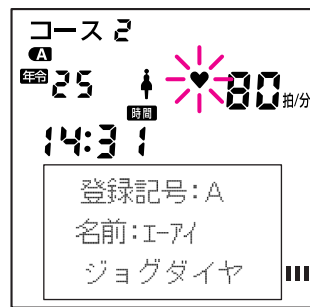 コース 2
A
年令 25 80 拍/分
時間
14:31
登録記号:A
名前:エーアイ
ジョグダイヤ